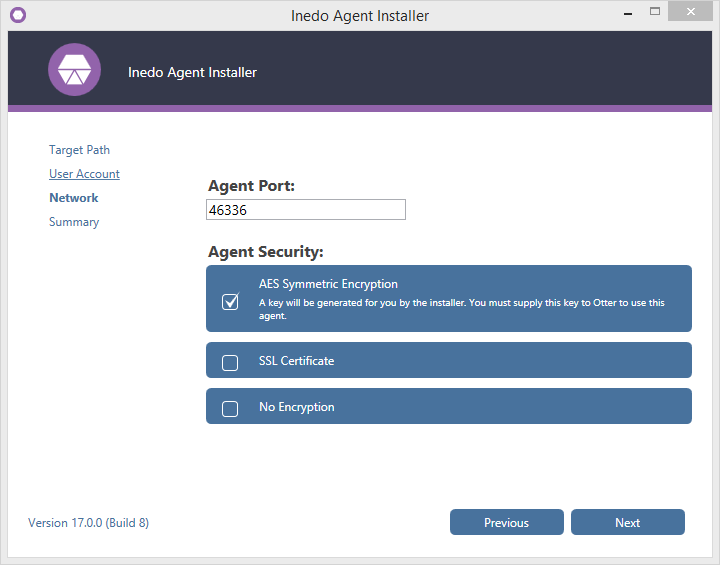 Inedo Agent Installer
Inedo Agent Installer
Target Path
User Account
Network
Summary
Agent Port:
46336
Agent Security:
AES Symmetric Encryption
A key will be generated for you by the installer. You must supply this key to Otter to use this
agent.
SSL Certificate
No Encryption
Version 17.0.0 (Build 8)
Previous
Next